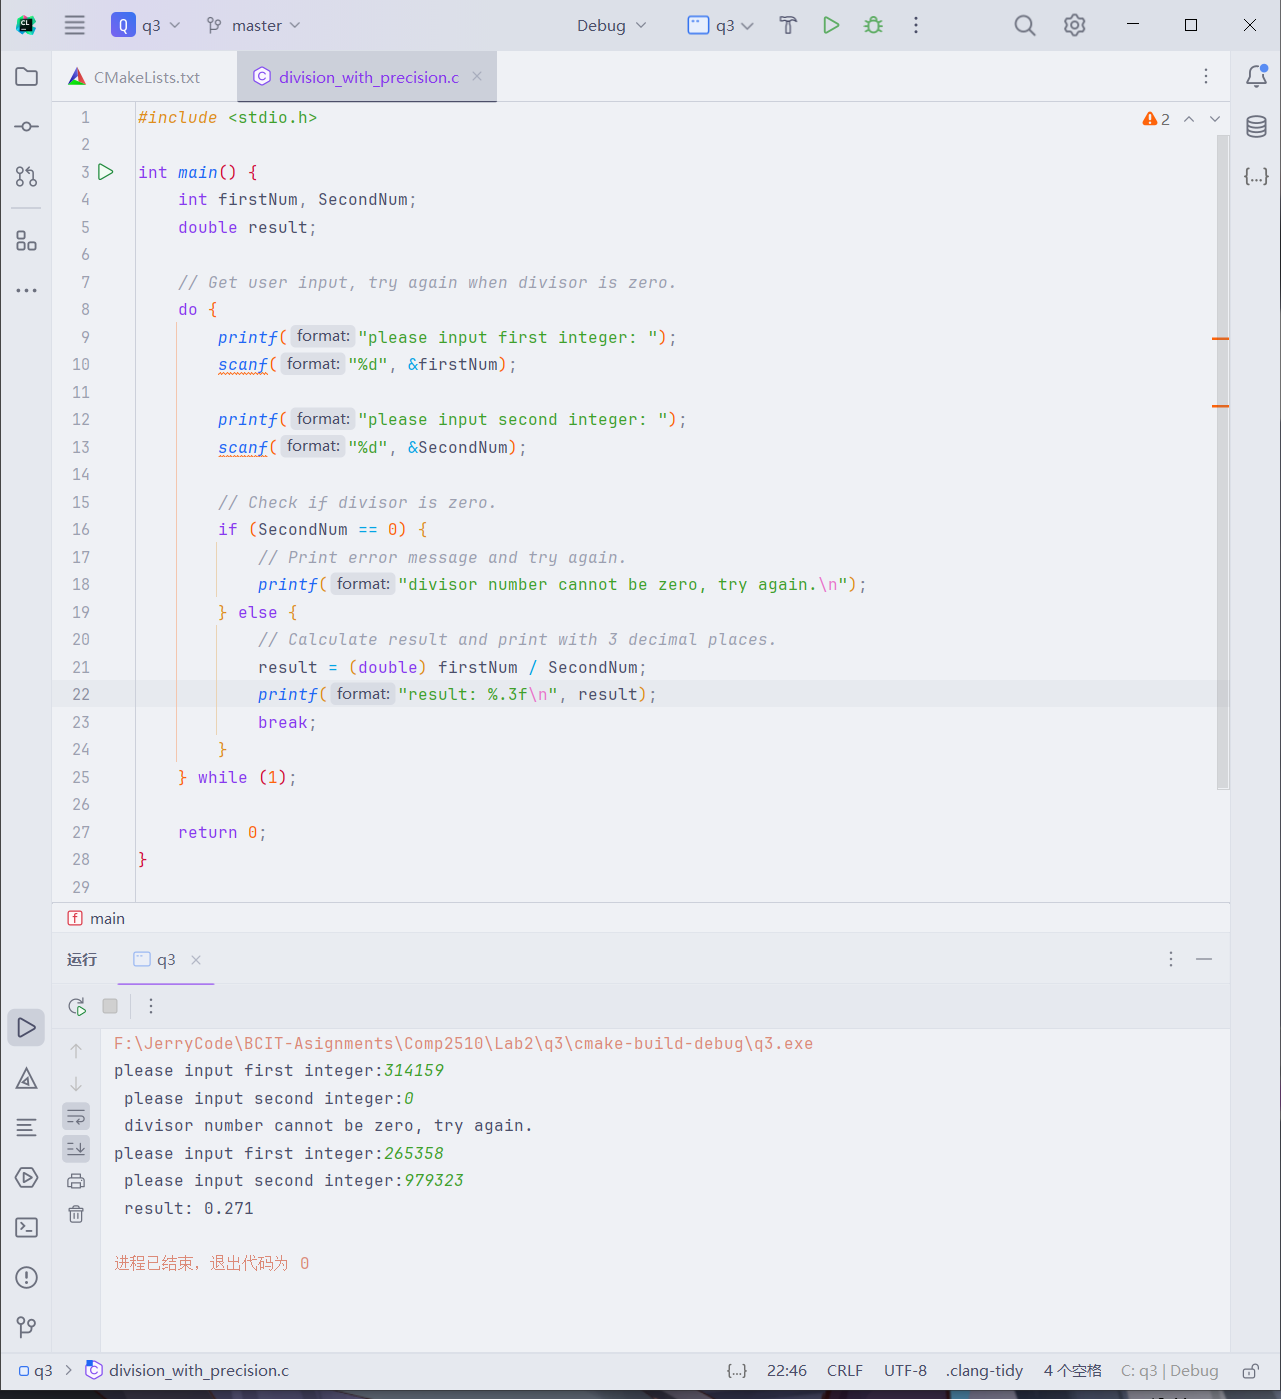 Q q3 master Debug q3
CMakeLists.txt division_with_precision.c
2
1 #include <stdio.h>
2
3 int main() {
4 int firstNum, SecondNum;
5 double result;
6
7 // Get user input, try again when divisor is zero.
8 do {
9 printf( format: "please input first integer: ");
10 scanf( format: "%d", &firstNum);
11
12 printf( format: "please input second integer: ");
13 scanf( format: "%d", &SecondNum);
14
15 // Check if divisor is zero.
16 if (SecondNum == 0) {
17 // Print error message and try again.
18 printf( format: "divisor number cannot be zero, try again.\n");
19 } else {
20 // Calculate result and print with 3 decimal places.
21 result = (double) firstNum / SecondNum;
22 printf( format: "result: %.3f\n", result);
23 break;
24 }
25 } while (1);
26
27 return 0;
28 }
29
f main
运行 q3
F:\JerryCode\BCIT-Asignments\Comp2510\Lab2\q3\cmake-build-debug\q3.exe
please input first integer:314159
please input second integer:0
divisor number cannot be zero, try again.
please input first integer:265358
please input second integer:979323
result: 0.271
进程已结束，退出代码为 0
q3 > division_with_precision.c {...} 22:46 CRLF UTF-8 .clang-tidy 4 个空格 C: q3 | Debug